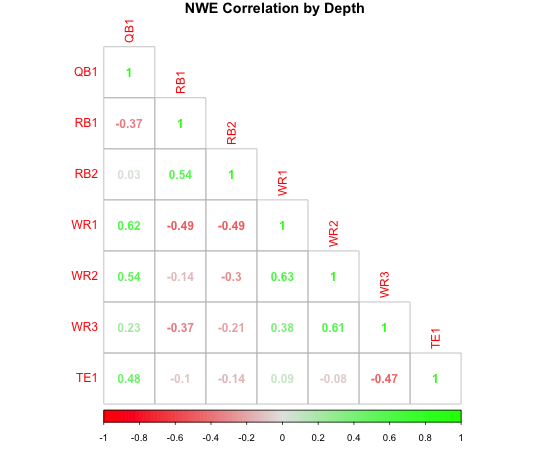 NWE Correlation by Depth
QB1
QB1 1 RB1
RB1 -0.37 1 RB2
RB2 0.03 0.54 1 WR1
WR1 0.62 -0.49 -0.49 1 WR2
WR2 0.54 -0.14 -0.3 0.63 1 WR3
WR3 0.23 -0.37 -0.21 0.38 0.61 1 TE1
TE1 0.48 -0.1 -0.14 0.09 -0.08 -0.47 1
-1 -0.8 -0.6 -0.4 -0.2 0 0.2 0.4 0.6 0.8 1